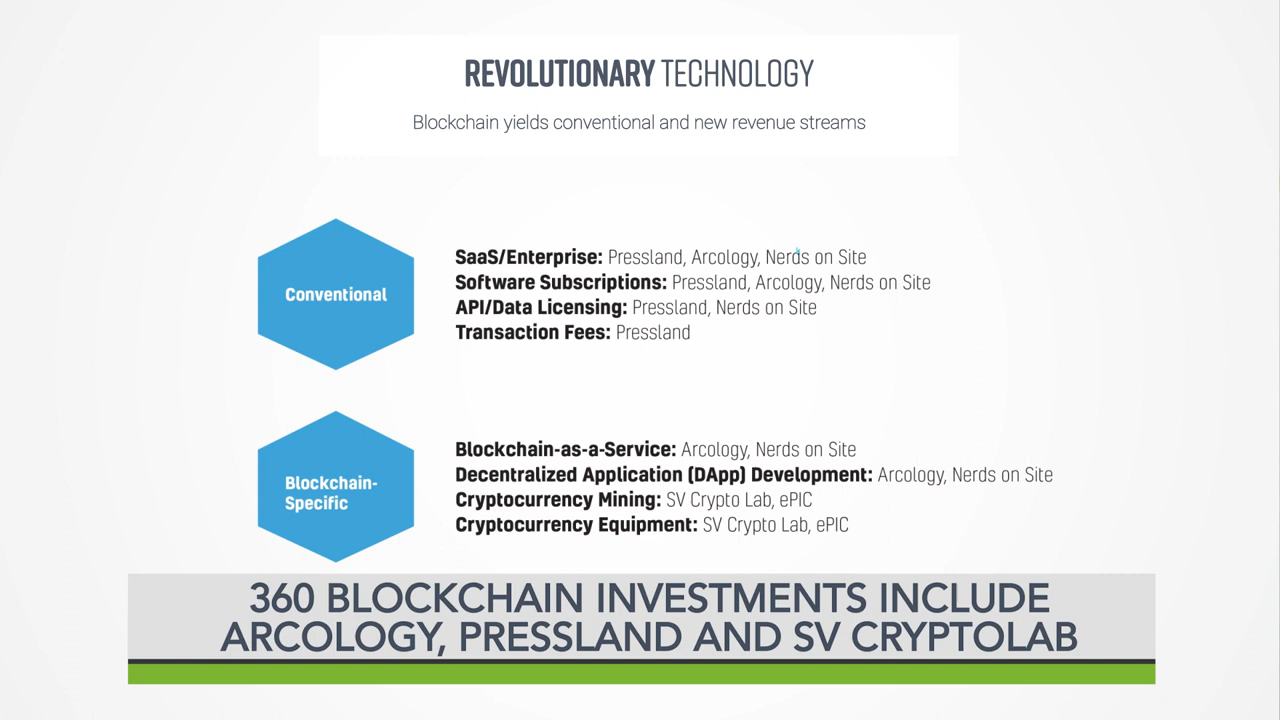 REVOLUTIONARY TECHNOLOGY
Blockchain yields conventional and new revenue streams
Conventional
SaaS/Enterprise: Pressland, Arcology, Nerds on Site
Software Subscriptions: Pressland, Arcology, Nerds on Site
API/Data Licensing: Pressland, Nerds on Site
Transaction Fees: Pressland
Blockchain-
Specific
Blockchain-as-a-Service: Arcology, Nerds on Site
Decentralized Application (DApp) Development: Arcology, Nerds on Site
Cryptocurrency Mining: SV Crypto Lab, ePIC
Cryptocurrency Equipment: SV Crypto Lab, ePIC
360 BLOCKCHAIN INVESTMENTS INCLUDE
ARCOLOGY, PRESSLAND AND SV CRYPTOLAB